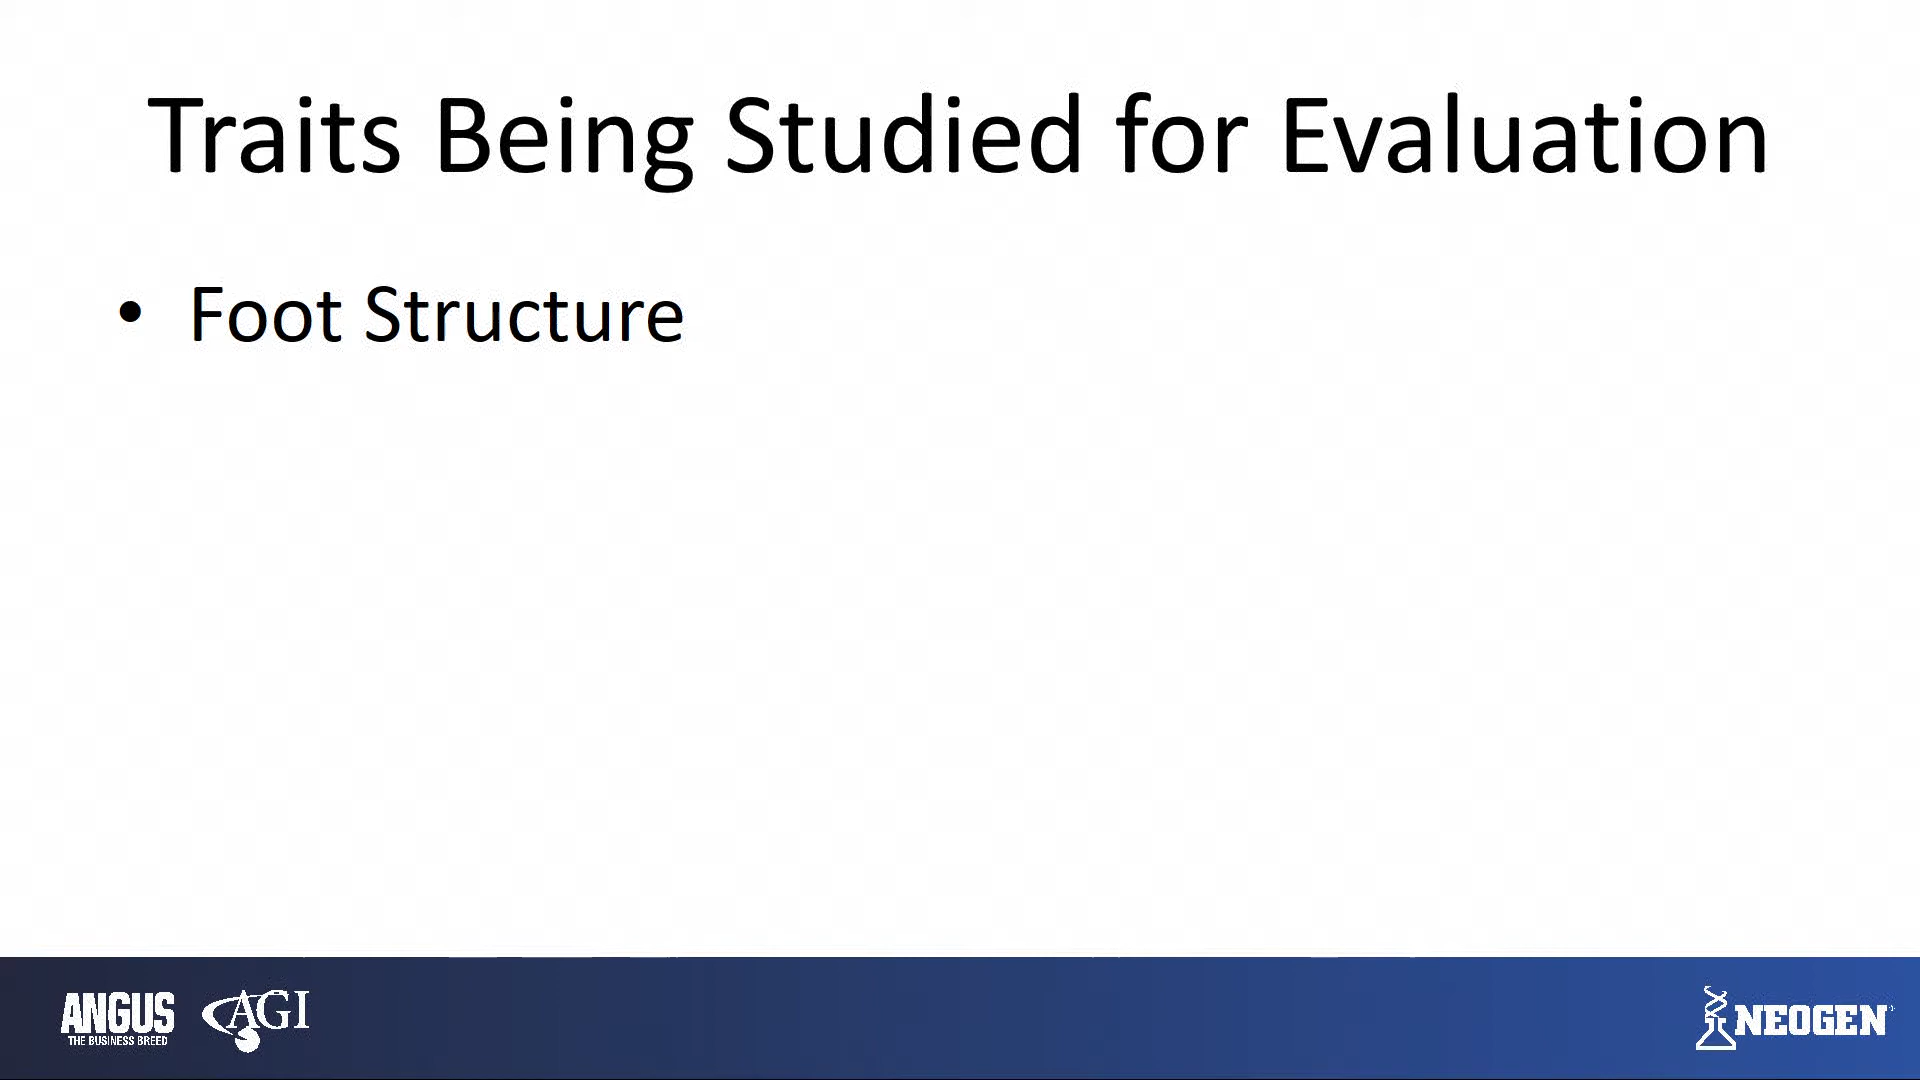 Traits Being Studied for Evaluation
• Foot Structure
ANGUS
THE BUSINESS BREED
AGI
NEOGEN